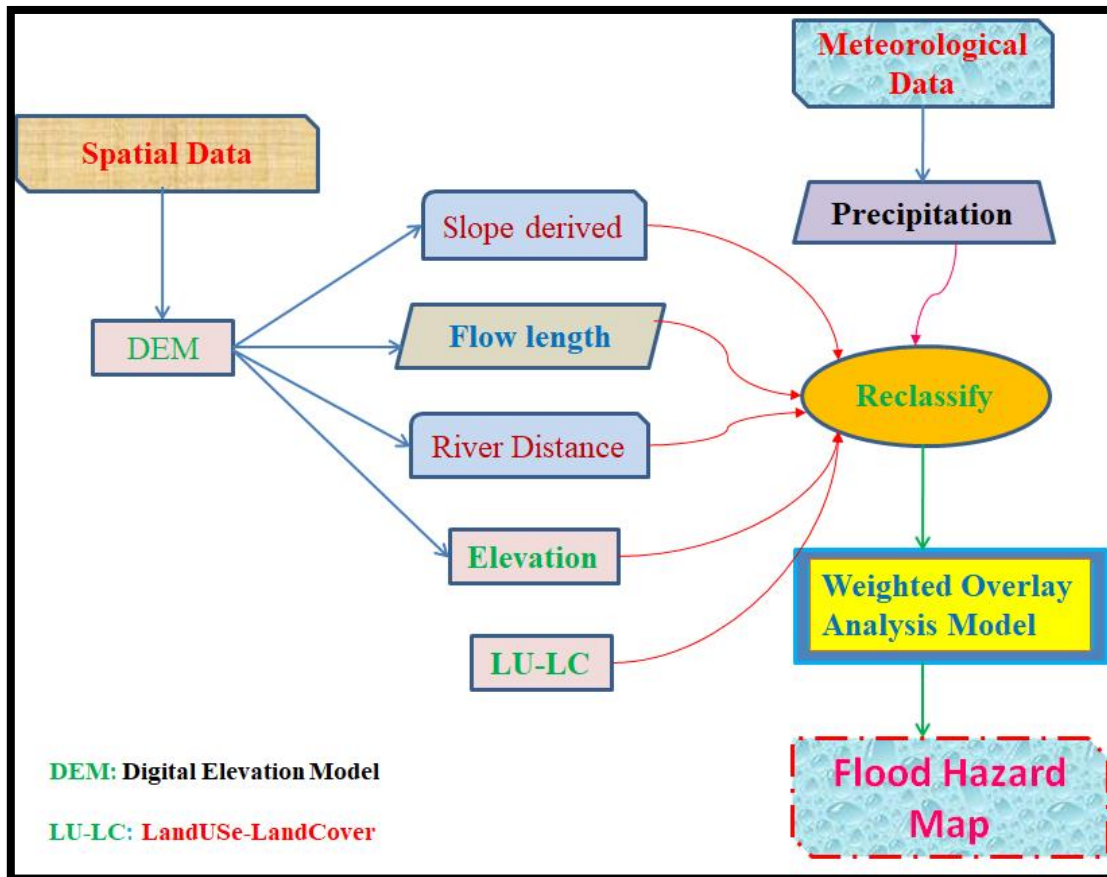 Meteorological
Data
Spatial Data
Precipitation
Slope derived
DEM
Flow length
Reclassify
River Distance
Elevation
Weighted Overlay
Analysis Model
LU-LC
Flood Hazard
Map
DEM: Digital Elevation Model
LU-LC: LandUSe-LandCover